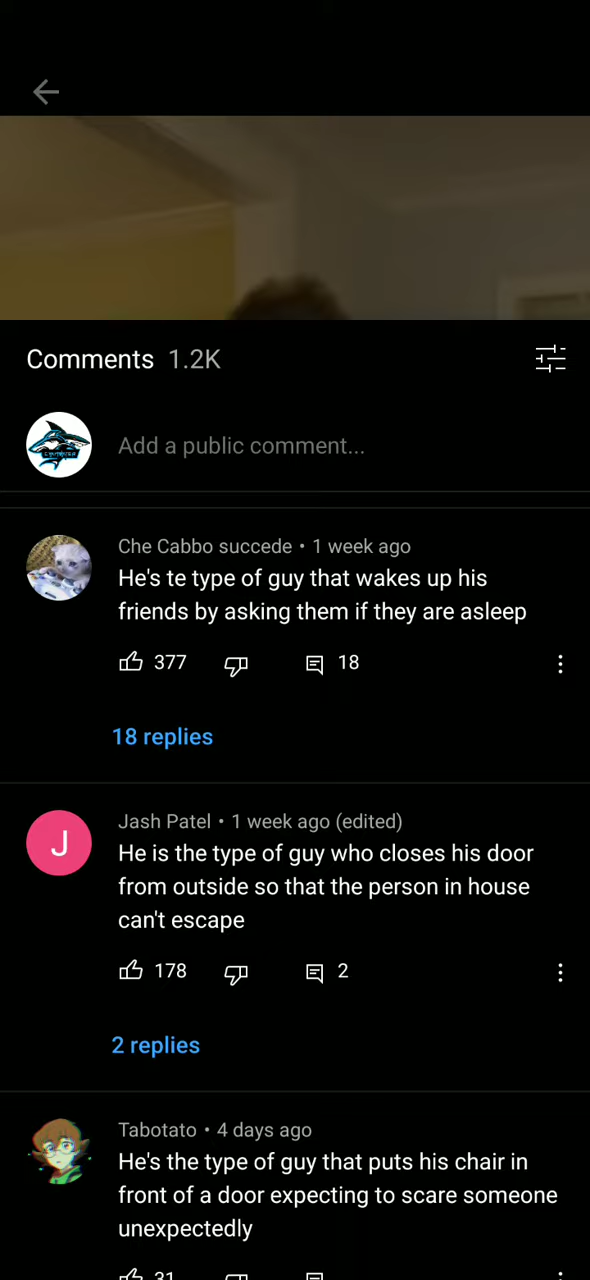 Comments 1.2K
Add a public comment...
Che Cabbo succede • 1 week ago
He's te type of guy that wakes up his
friends by asking them if they are asleep
377 18
18 replies
J
Jash Patel • 1 week ago (edited)
He is the type of guy who closes his door
from outside so that the person in house
can't escape
178 2
2 replies
Tabotato • 4 days ago
He's the type of guy that puts his chair in
front of a door expecting to scare someone
unexpectedly
31